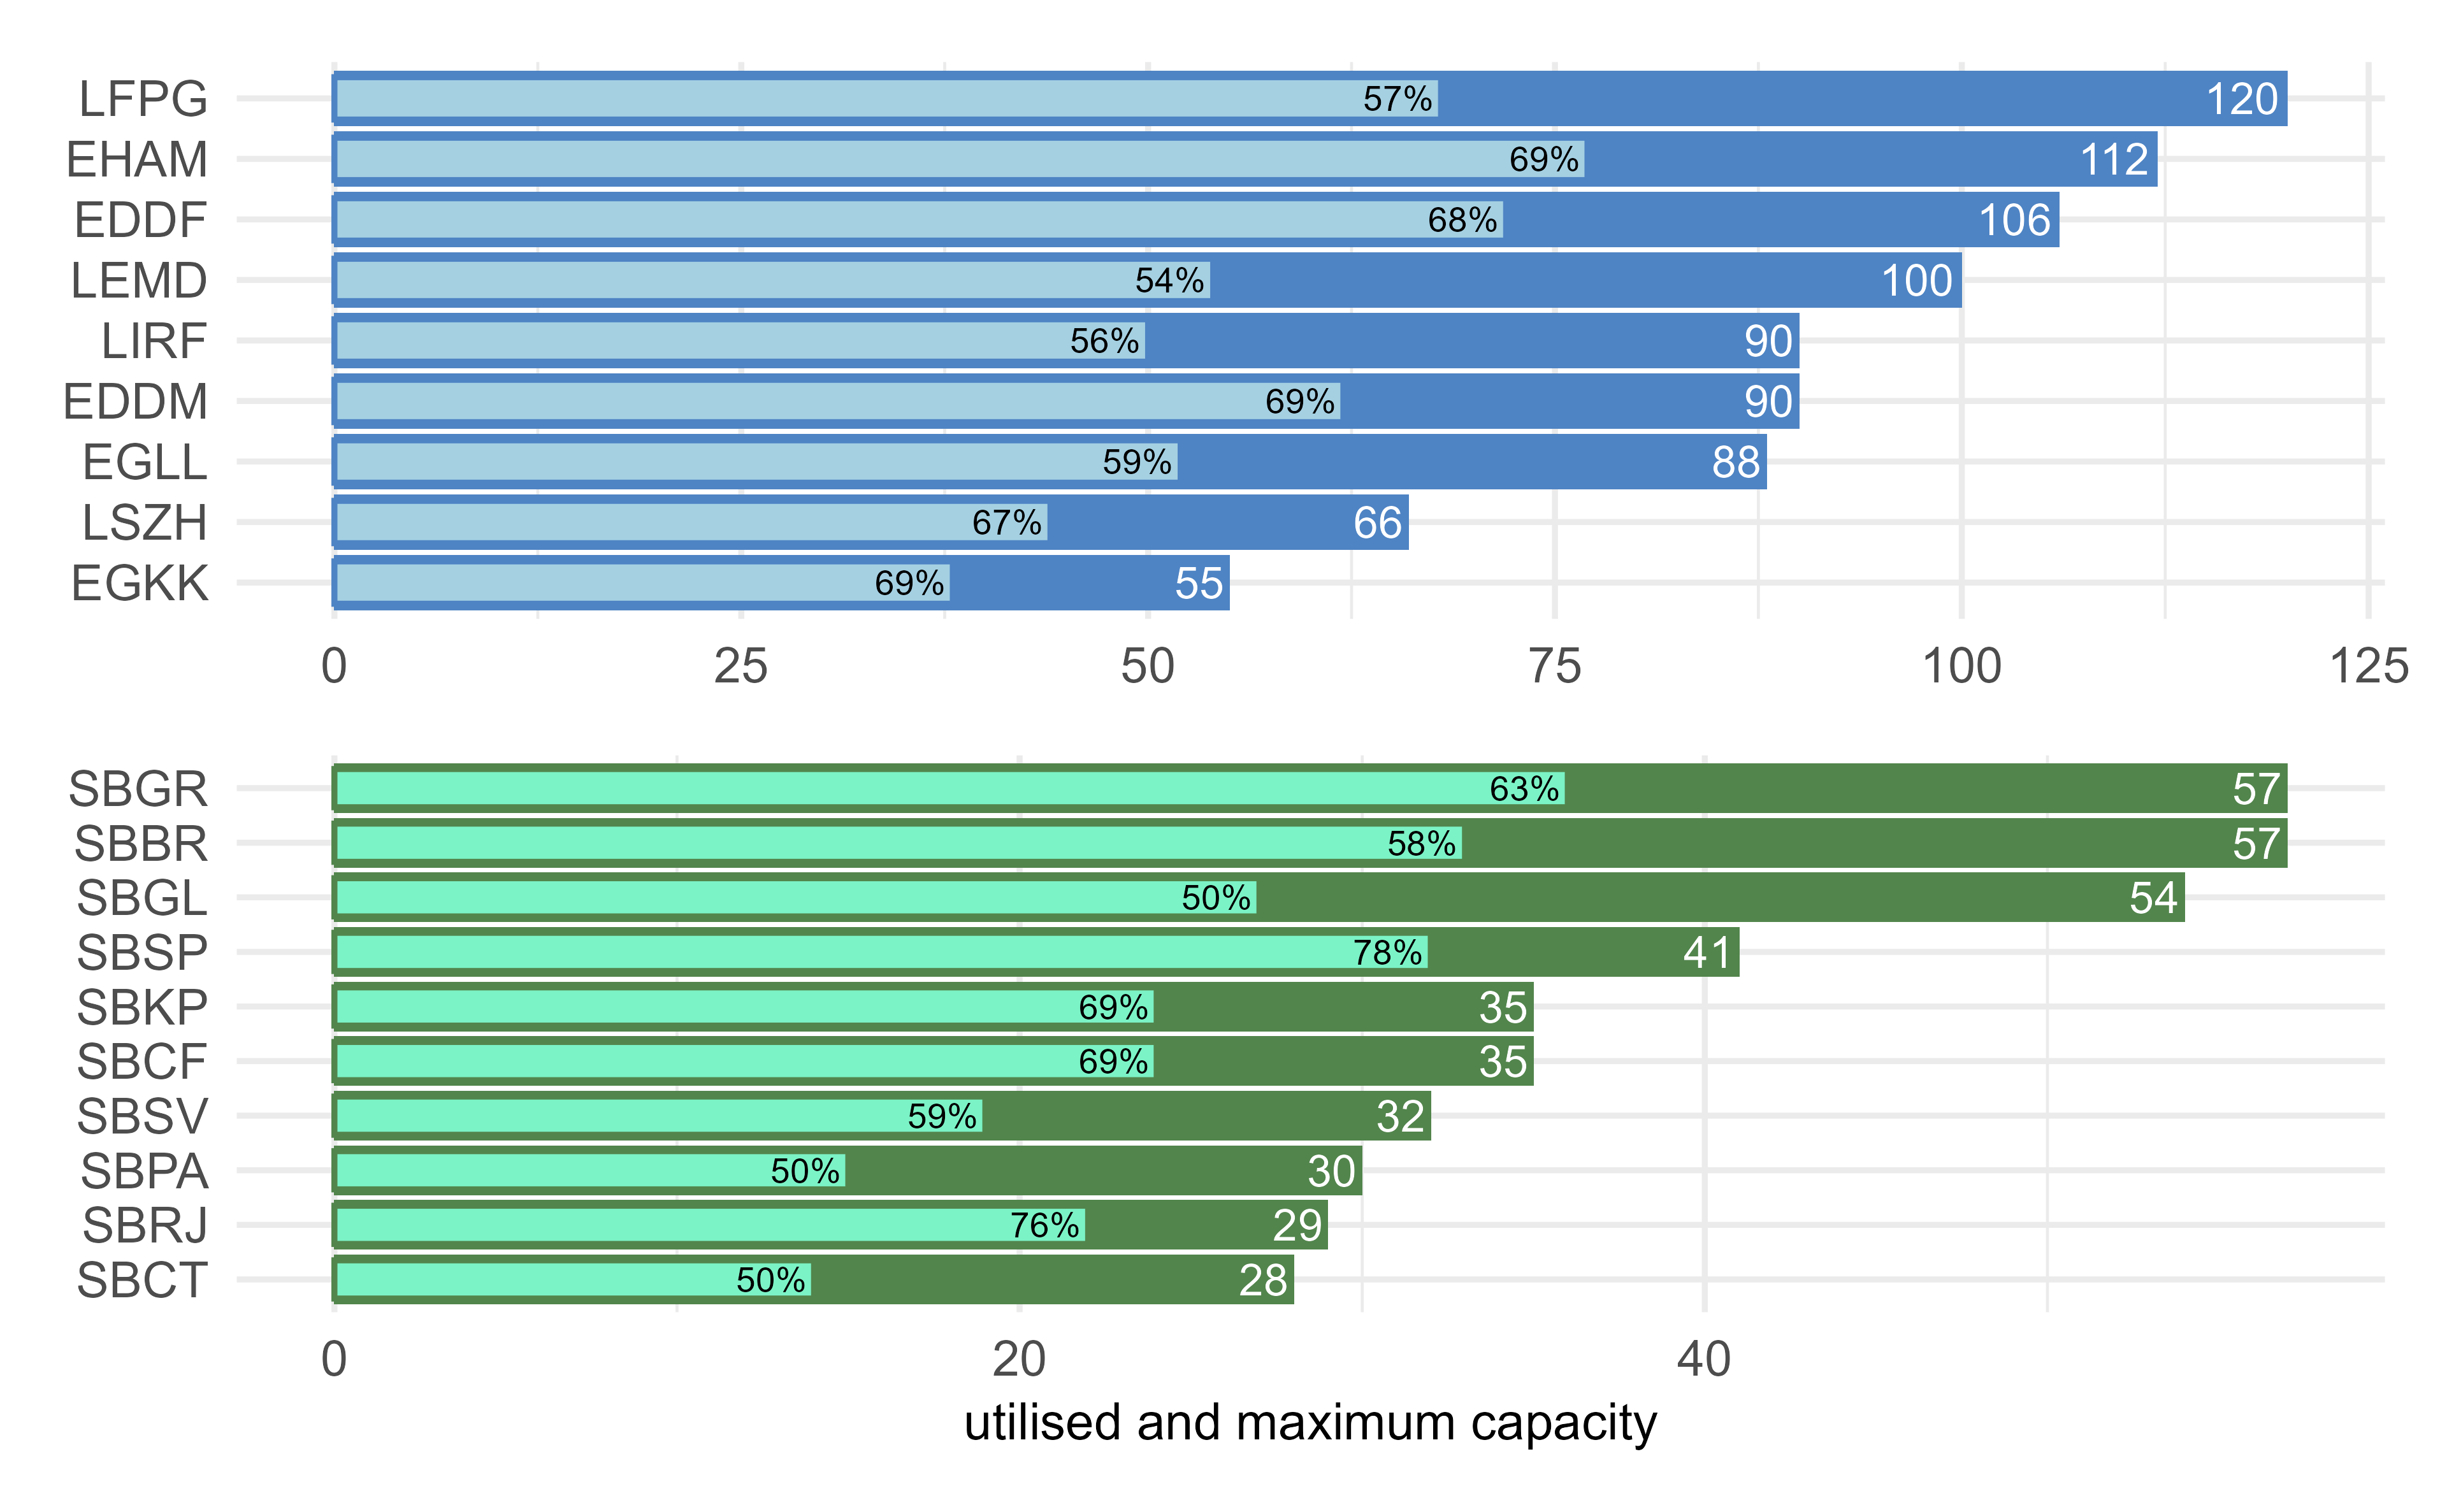 LFPG 57% 120
EHAM 69% 112
EDDF 68% 106
LEMD 54% 100
LIRF 56% 90
EDDM 69% 90
EGLL 59% 88
LSZH 67% 66
EGKK 69% 55
0 25 50 75 100 125
SBGR 63% 57
SBBR 58% 57
SBGL 50% 54
SBSP 78% 41
SBKP 69% 35
SBCF 69% 35
SBSV 59% 32
SBPA 50% 30
SBRJ 76% 29
SBCT 50% 28
0 20 40
utilised and maximum capacity